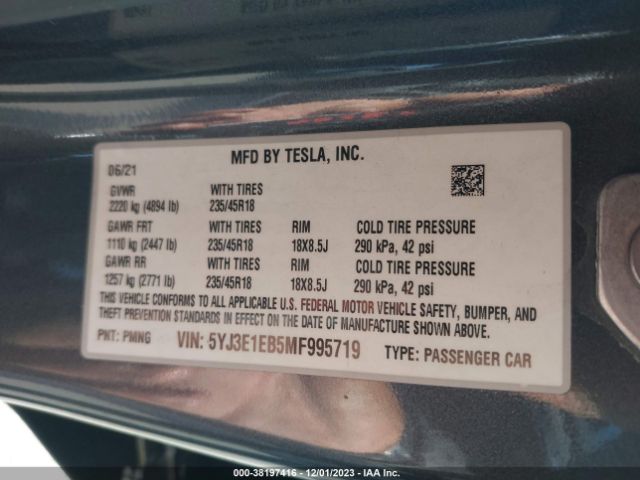 MFD BY TESLA, INC.
06/21
GVWR WITH TIRES
2220 kg (4894 lb) 235/45R18
GAWR FRT WITH TIRES RIM COLD TIRE PRESSURE
1110 kg (2447 lb) 235/45R18 18X8.5J 290 kPa, 42 psi
GAWR RR WITH TIRES RIM COLD TIRE PRESSURE
1257 kg (2771 lb) 235/45R18 18X8.5J 290 kPa, 42 psi
THIS VEHICLE CONFORMS TO ALL APPLICABLE U.S. FEDERAL MOTOR VEHICLE SAFETY, BUMPER, AND
THEFT PREVENTION STANDARDS IN EFFECT ON THE DATE OF MANUFACTURE SHOWN ABOVE.
PNT: PMNG VIN: 5YJ3E1EB5MF995719 TYPE: PASSENGER CAR
000-38197416 - 12/01/2023 - IAA Inc.